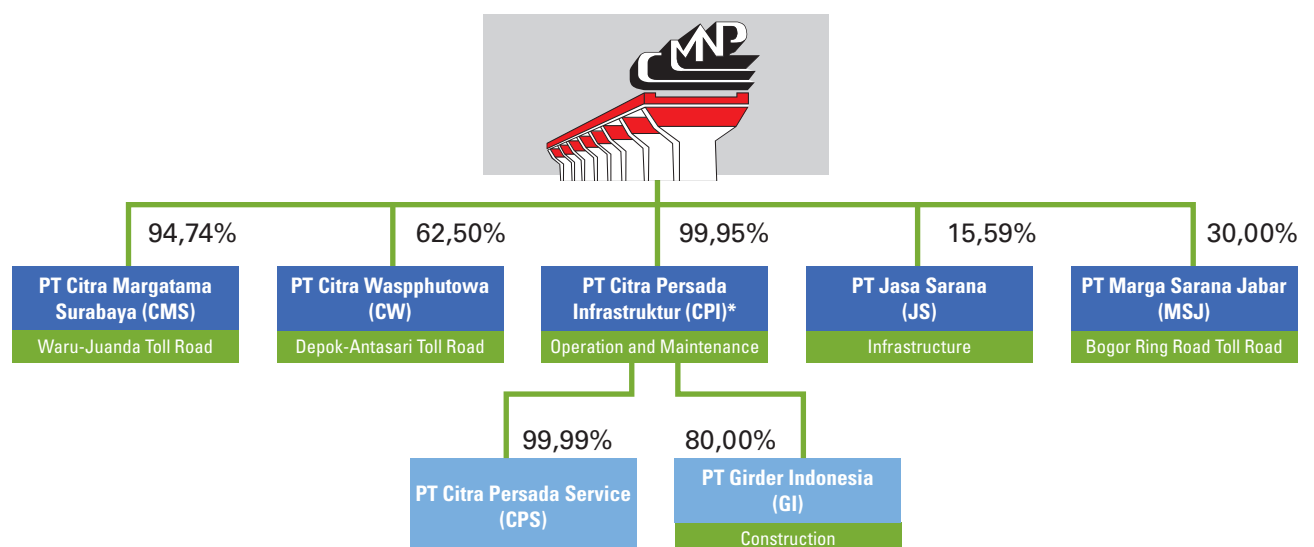 CMNP
94,74%
62,50%
99,95%
15,59%
30,00%
PT Citra Margatama
Surabaya (CMS)
Waru-Juanda Toll Road
PT Citra Waspphutowa
(CW)
Depok-Antasari Toll Road
PT Citra Persada
Infrastruktur (CPI)*
Operation and Maintenance
PT Jasa Sarana
(JS)
Infrastructure
PT Marga Sarana Jabar
(MSJ)
Bogor Ring Road Toll Road
99,99%
80,00%
PT Citra Persada Service
(CPS)
PT Girder Indonesia
(GI)
Construction